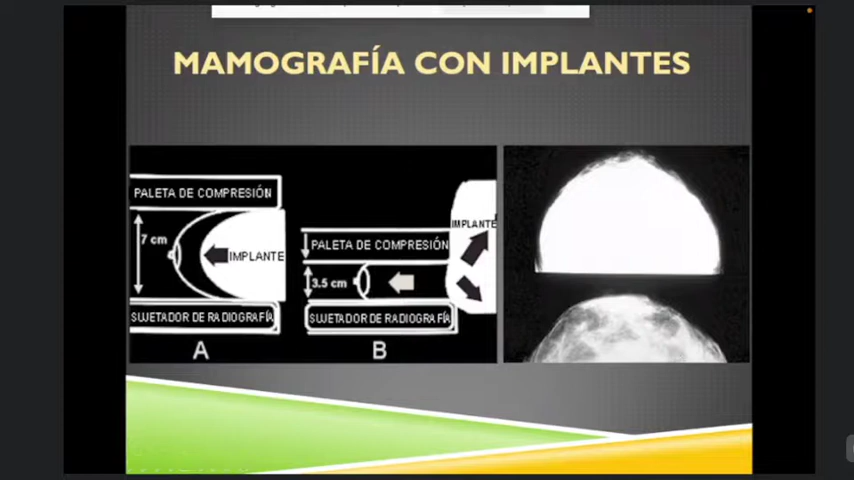 MAMOGRAFÍA CON IMPLANTES
PALETA DE COMPRESIÓN
7 cm
IMPLANTE
SUJETADOR DE RADIOGRAFÍA
A
IMPLANTE
PALETA DE COMPRESIÓN
3.5 cm
SUJETADOR DE RADIOGRAFÍA
B